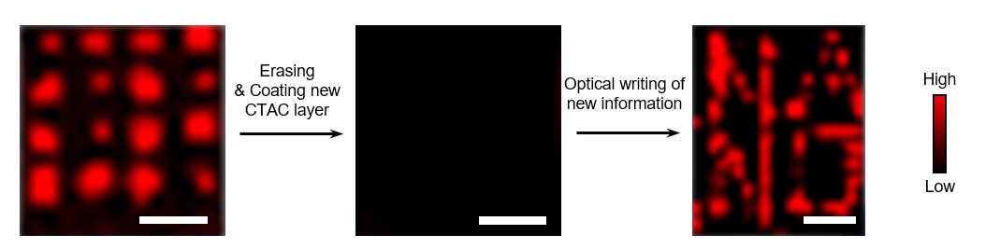 Erasing
& Coating new
CTAC layer
Optical writing of
new information
High
Low